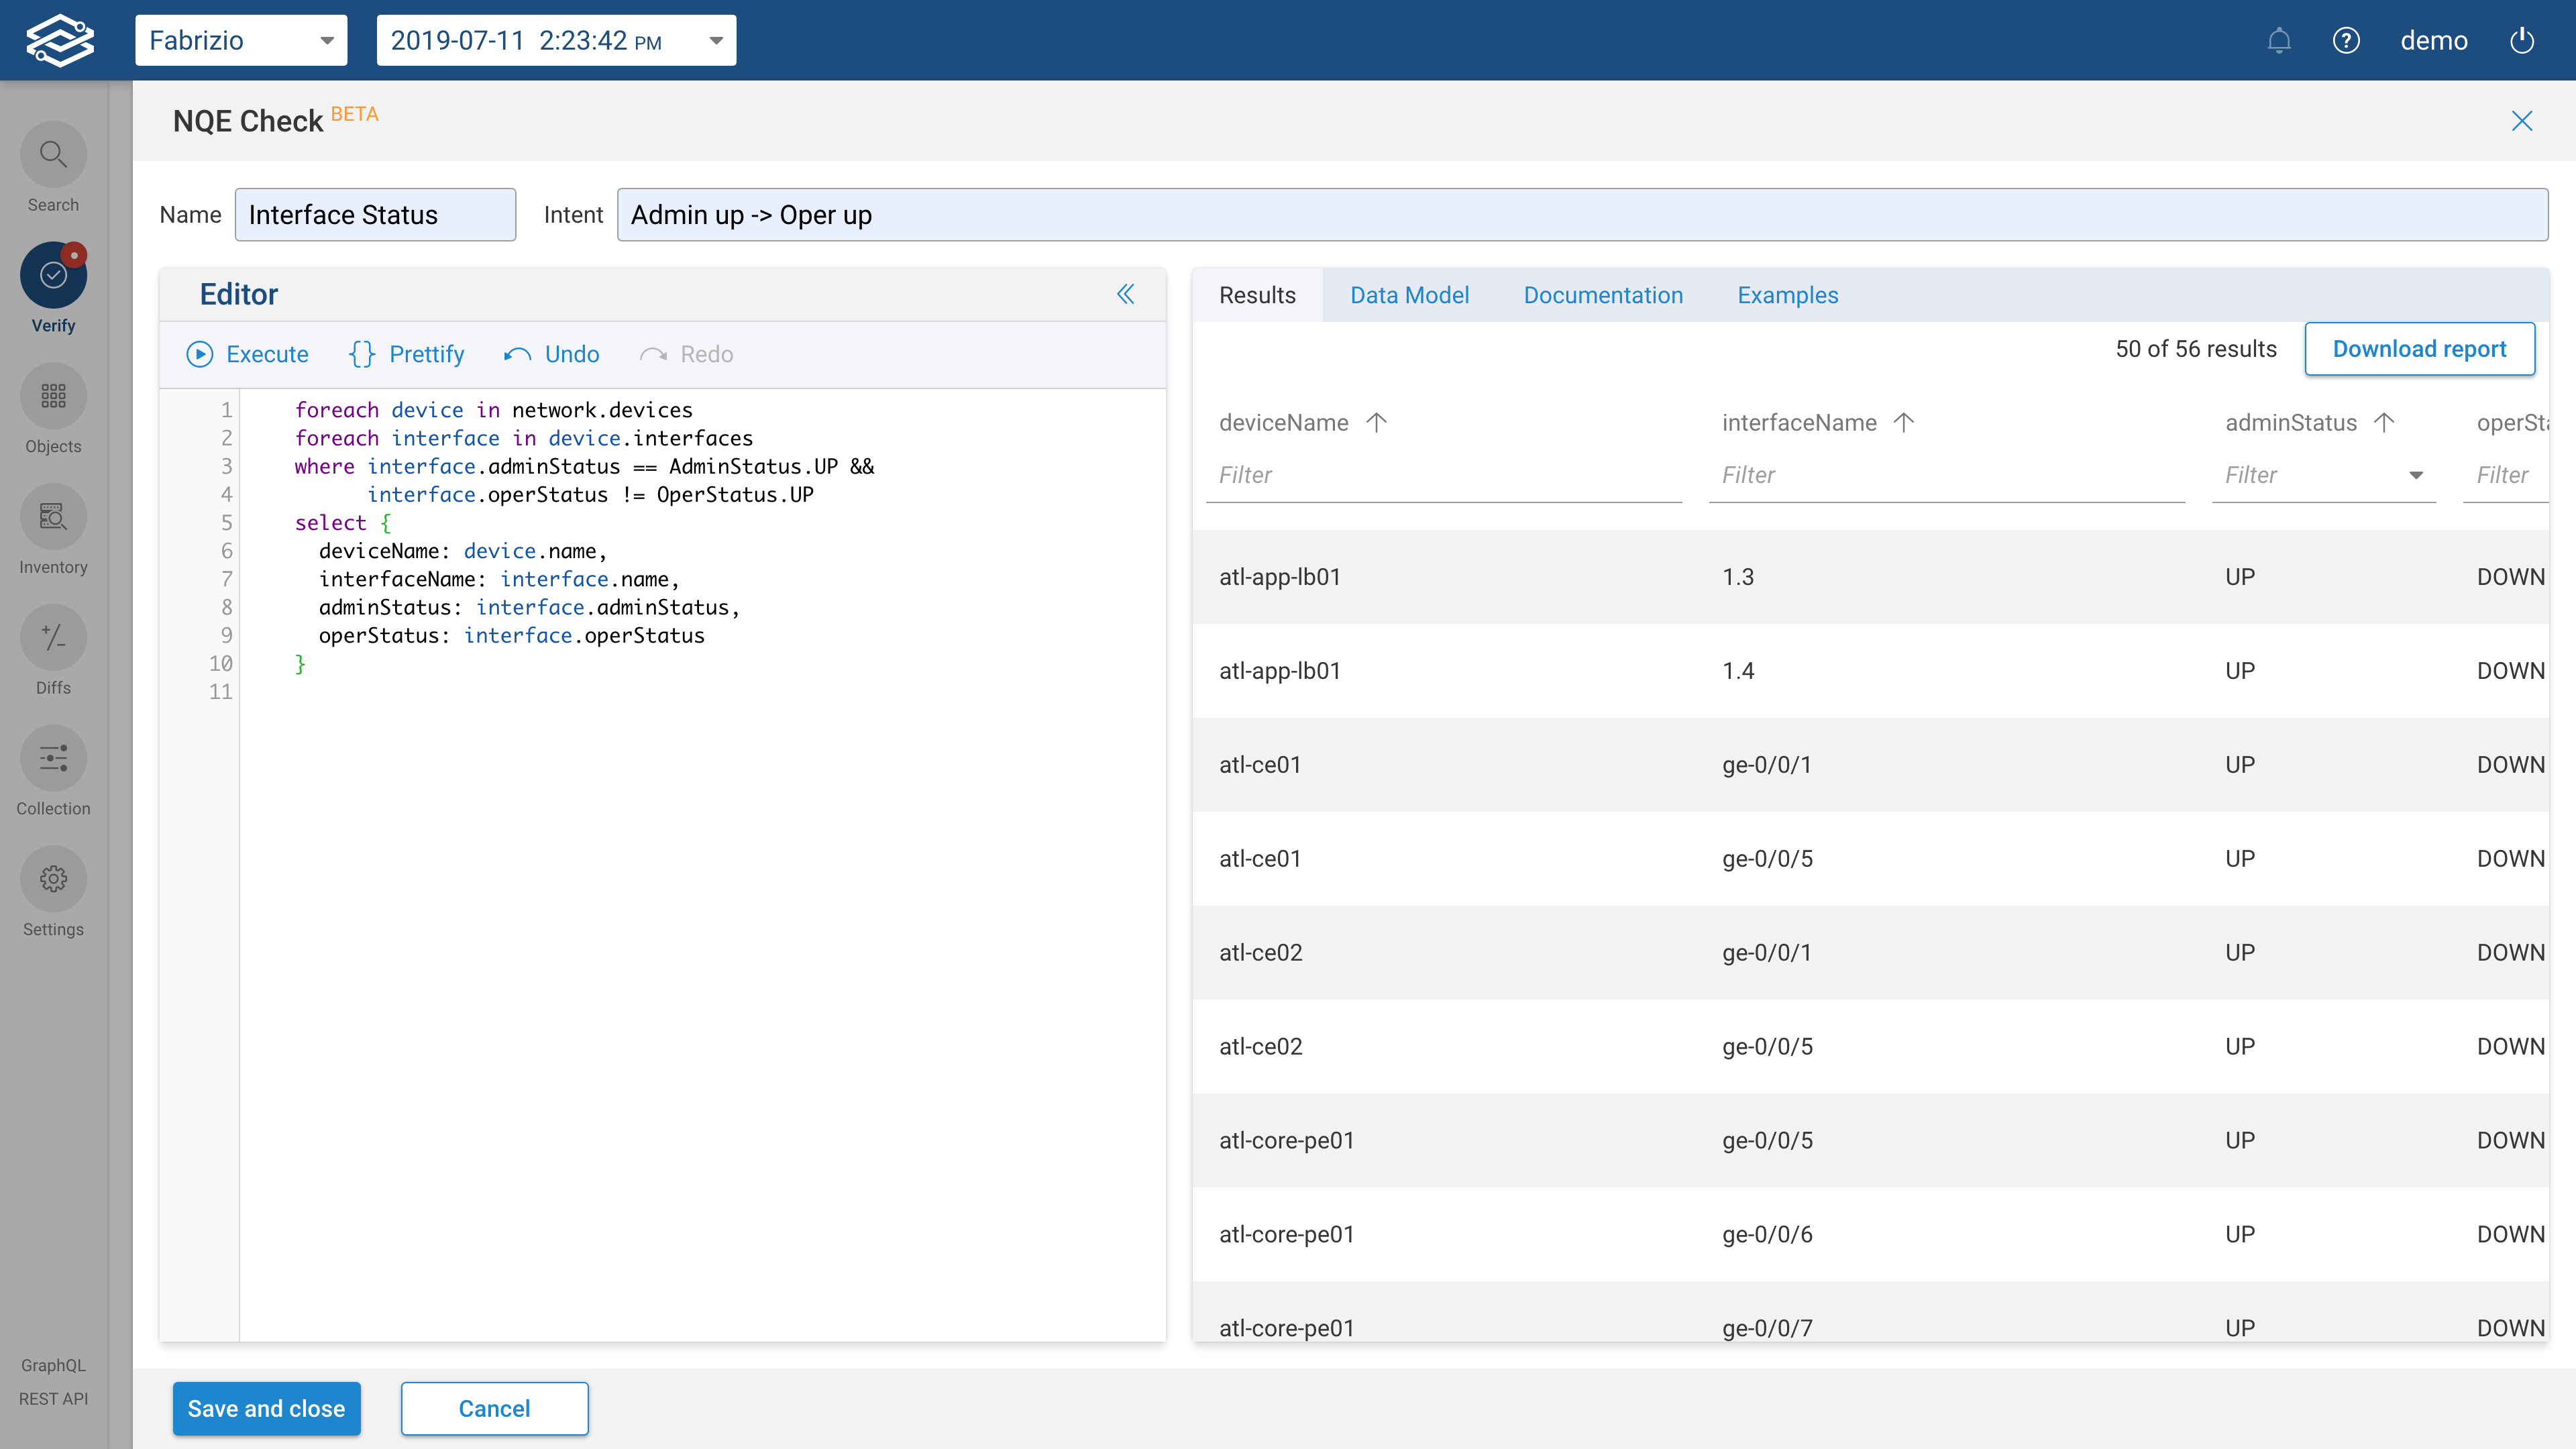 Fabrizio
2019-07-11 2:23:42 PM
demo
NQE Check BETA
Search
Verify
Objects
Inventory
Diffs
Collection
Settings
GraphQL
REST API
Name Interface Status Intent Admin up -> Oper up
Editor
Execute {} Prettify Undo Redo
1 foreach device in network.devices
2 foreach interface in device.interfaces
3 where interface.adminStatus == AdminStatus.UP &&
4 interface.operStatus != OperStatus.UP
5 select {
6 deviceName: device.name,
7 interfaceName: interface.name,
8 adminStatus: interface.adminStatus,
9 operStatus: interface.operStatus
10 }
11
Results Data Model Documentation Examples
50 of 56 results Download report
deviceName interfaceName adminStatus operSta
Filter Filter Filter Filter
atl-app-lb01 1.3 UP DOWN
atl-app-lb01 1.4 UP DOWN
atl-ce01 ge-0/0/1 UP DOWN
atl-ce01 ge-0/0/5 UP DOWN
atl-ce02 ge-0/0/1 UP DOWN
atl-ce02 ge-0/0/5 UP DOWN
atl-core-pe01 ge-0/0/5 UP DOWN
atl-core-pe01 ge-0/0/6 UP DOWN
atl-core-pe01 ge-0/0/7 UP DOWN
Save and close Cancel